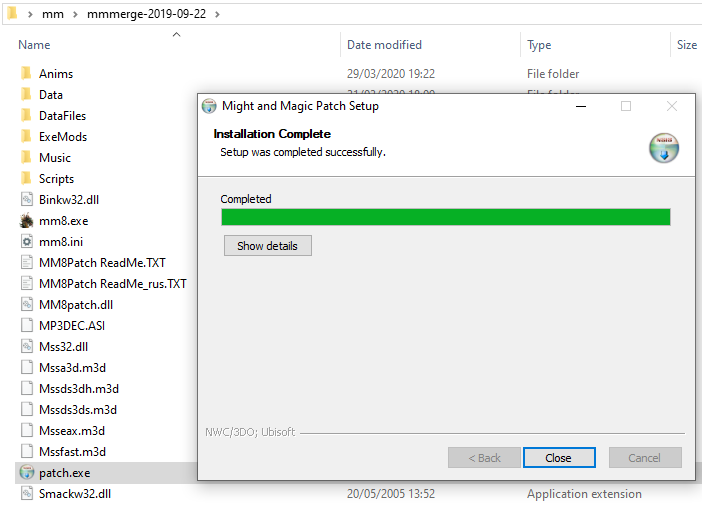 mm > mmmerge-2019-09-22 >
Name Date modified Type Size
Anims 29/03/2020 19:22 File folder
Data
DataFiles
ExeMods
Music
Scripts
Binkw32.dll
mm8.exe
mm8.ini
MM8Patch ReadMe.TXT
MM8Patch ReadMe_rus.TXT
MM8patch.dll
MP3DEC.ASI
Mss32.dll
Mssa3d.m3d
Mssds3dh.m3d
Mssds3ds.m3d
Msseax.m3d
Mssfast.m3d
patch.exe
Smackw32.dll 20/05/2005 13:52 Application extension
Might and Magic Patch Setup
Installation Complete
Setup was completed successfully.
Completed
Show details
NWC/3DO; Ubisoft
< Back Close Cancel